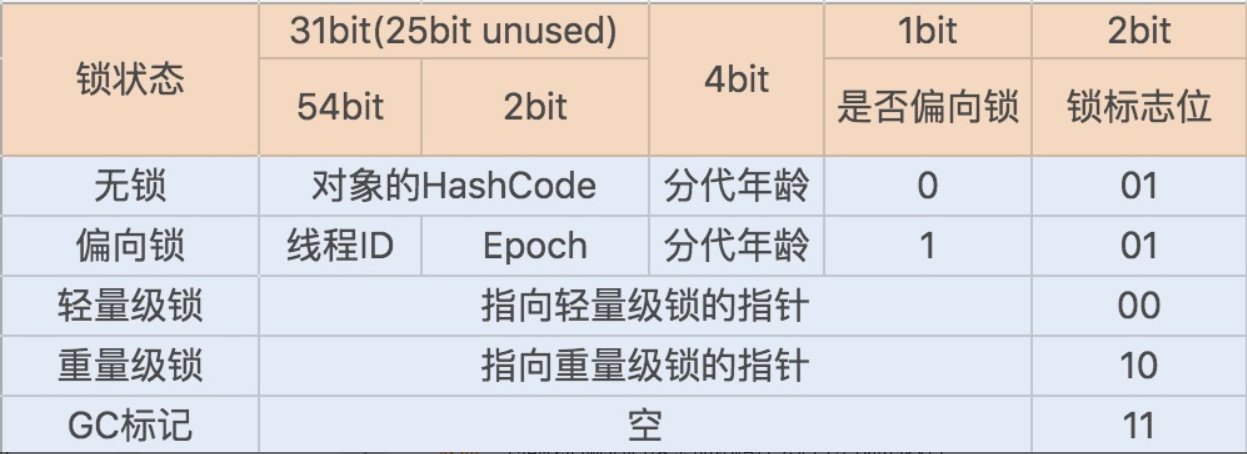 锁状态 31bit(25bit unused) 4bit 1bit 2bit
54bit 2bit 是否偏向锁 锁标志位
无锁 对象的HashCode 分代年龄 0 01
偏向锁 线程ID Epoch 分代年龄 1 01
轻量级锁 指向轻量级锁的指针 00
重量级锁 指向重量级锁的指针 10
GC标记 空 11